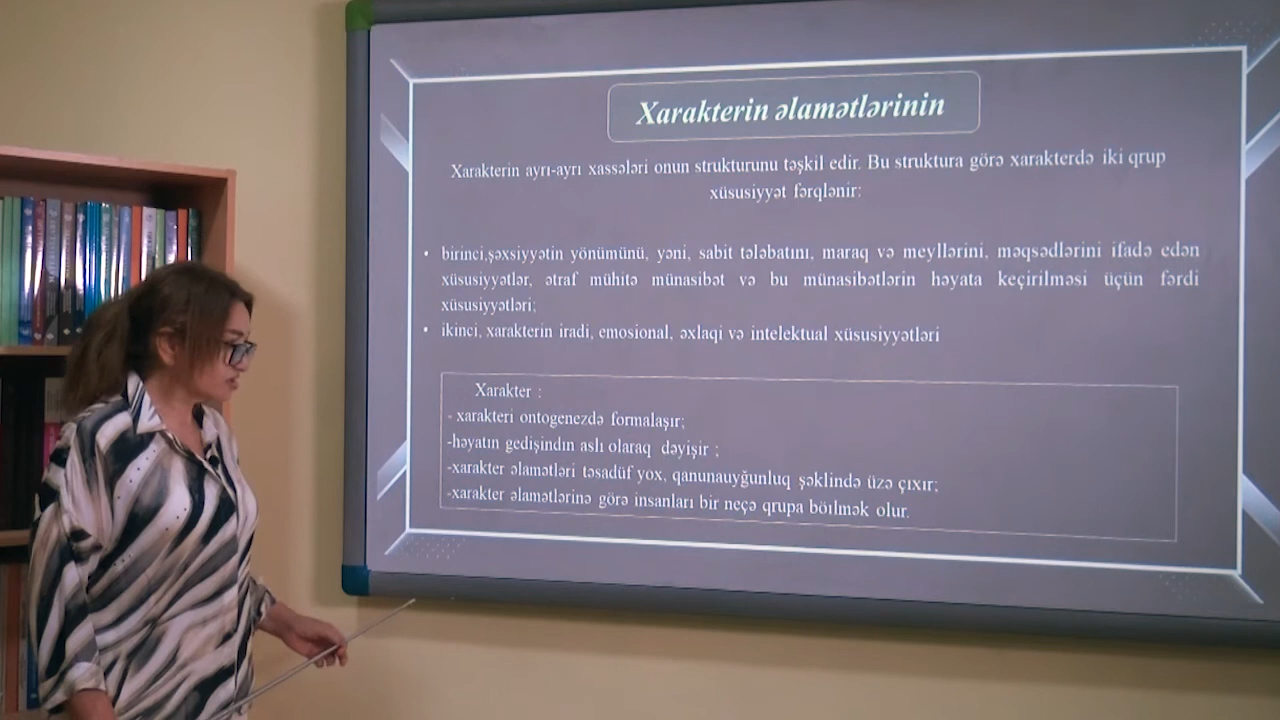 Xarakterin əlamətlərinin
Xarakterin ayrı-ayrı xassələri onun strukturunu təşkil edir. Bu struktura görə xarakterdə iki qrup
xüsusiyyət fərqlənir:
• birinci,şəxsiyyətin yönümünü, yəni, sabit tələbatını, maraq və meyllərini, məqsədlərini ifadə edən
xüsusiyyətlər, ətraf mühitə münasibət və bu münasibətlərin həyata keçirilməsi üçün fərdi
xüsusiyyətləri;
• ikinci, xarakterin iradi, emosional, əxlaqi və intelektual xüsusiyyətləri
Xarakter :
- xarakteri ontogenezdə formalaşır;
-həyatın gedişindın aslı olaraq dəyişir ;
-xarakter əlamətləri təsadüf yox, qanunauyğunluq şəklində üzə çıxır;
-xarakter əlamətlərinə görə insanları bir neçə qrupa böılmək olur.